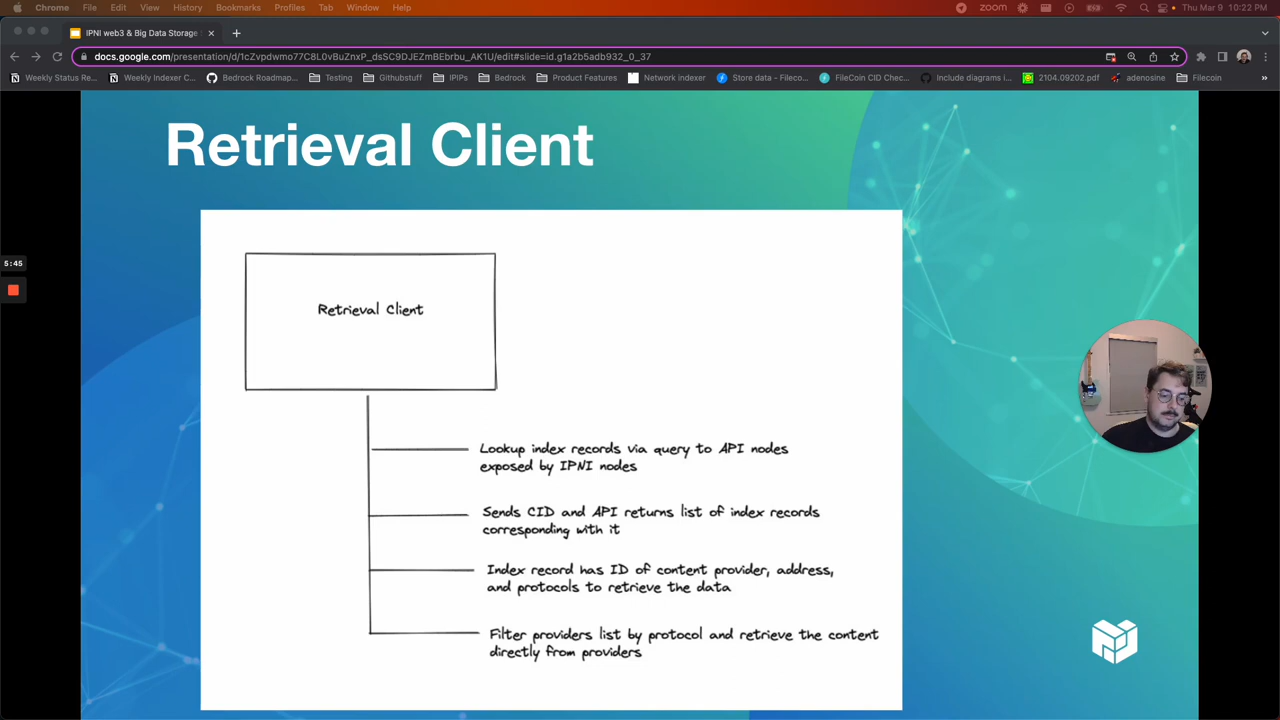 Chrome File Edit View History Bookmarks Profiles Tab Window Help
zoom Thu Mar 9 10:22 PM
IPNI web3 & Big Data Storage
docs.google.com/presentation/d/1cZvpdwmo77C8L0vBuZnxP_dsSC9DJEZmBEbrbu_AK1U/edit#slide=id.g1a2b5adb932_0_37
Weekly Status Re... Weekly Indexer C... Bedrock Roadmap... Testing Githubstuff IPIPs Bedrock Product Features Network indexer Store data - Fileco... FileCoin CID Chec... Include diagrams i... 2104.09202.pdf adenosine Filecoin
Retrieval Client
5:45
Retrieval Client
Lookup index records via query to API nodes
exposed by IPNI nodes
Sends CID and API returns list of index records
corresponding with it
Index record has ID of content provider, address,
and protocols to retrieve the data
Filter providers list by protocol and retrieve the content
directly from providers